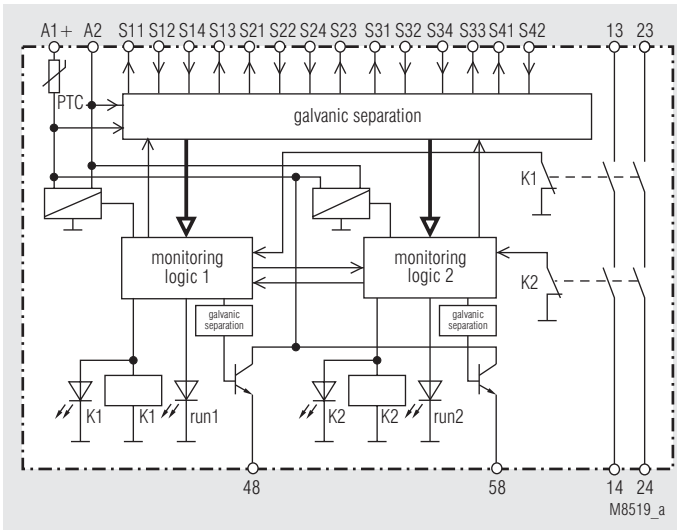 A1+ A2 S11 S12 S14 S13 S21 S22 S24 S23 S31 S32 S34 S33 S41 S42 13 23
PTC
galvanic separation
K1
monitoring
logic 1
monitoring
logic 2
K2
galvanic
separation
galvanic
separation
K1 K1 run1 K2 K2 run2
48 58 14 24
M8519_a